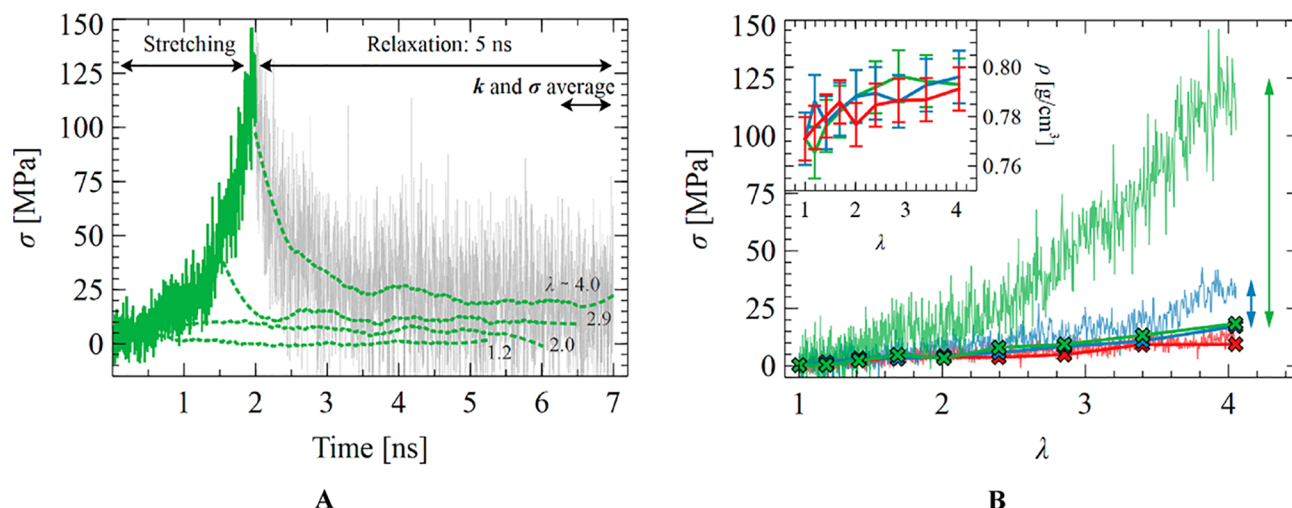 150
125
100
75
50
25
0
σ [MPa]
Stretching
Relaxation: 5 ns
k and σ average
λ ~ 4.0
2.9
2.0
1.2
1 2 3 4 5 6 7
Time [ns]
A
150
125
100
75
50
25
0
σ [MPa]
0.80
0.78
0.76
ρ [g/cm³]
1 2 3 4
λ
1 2 3 4
λ
B